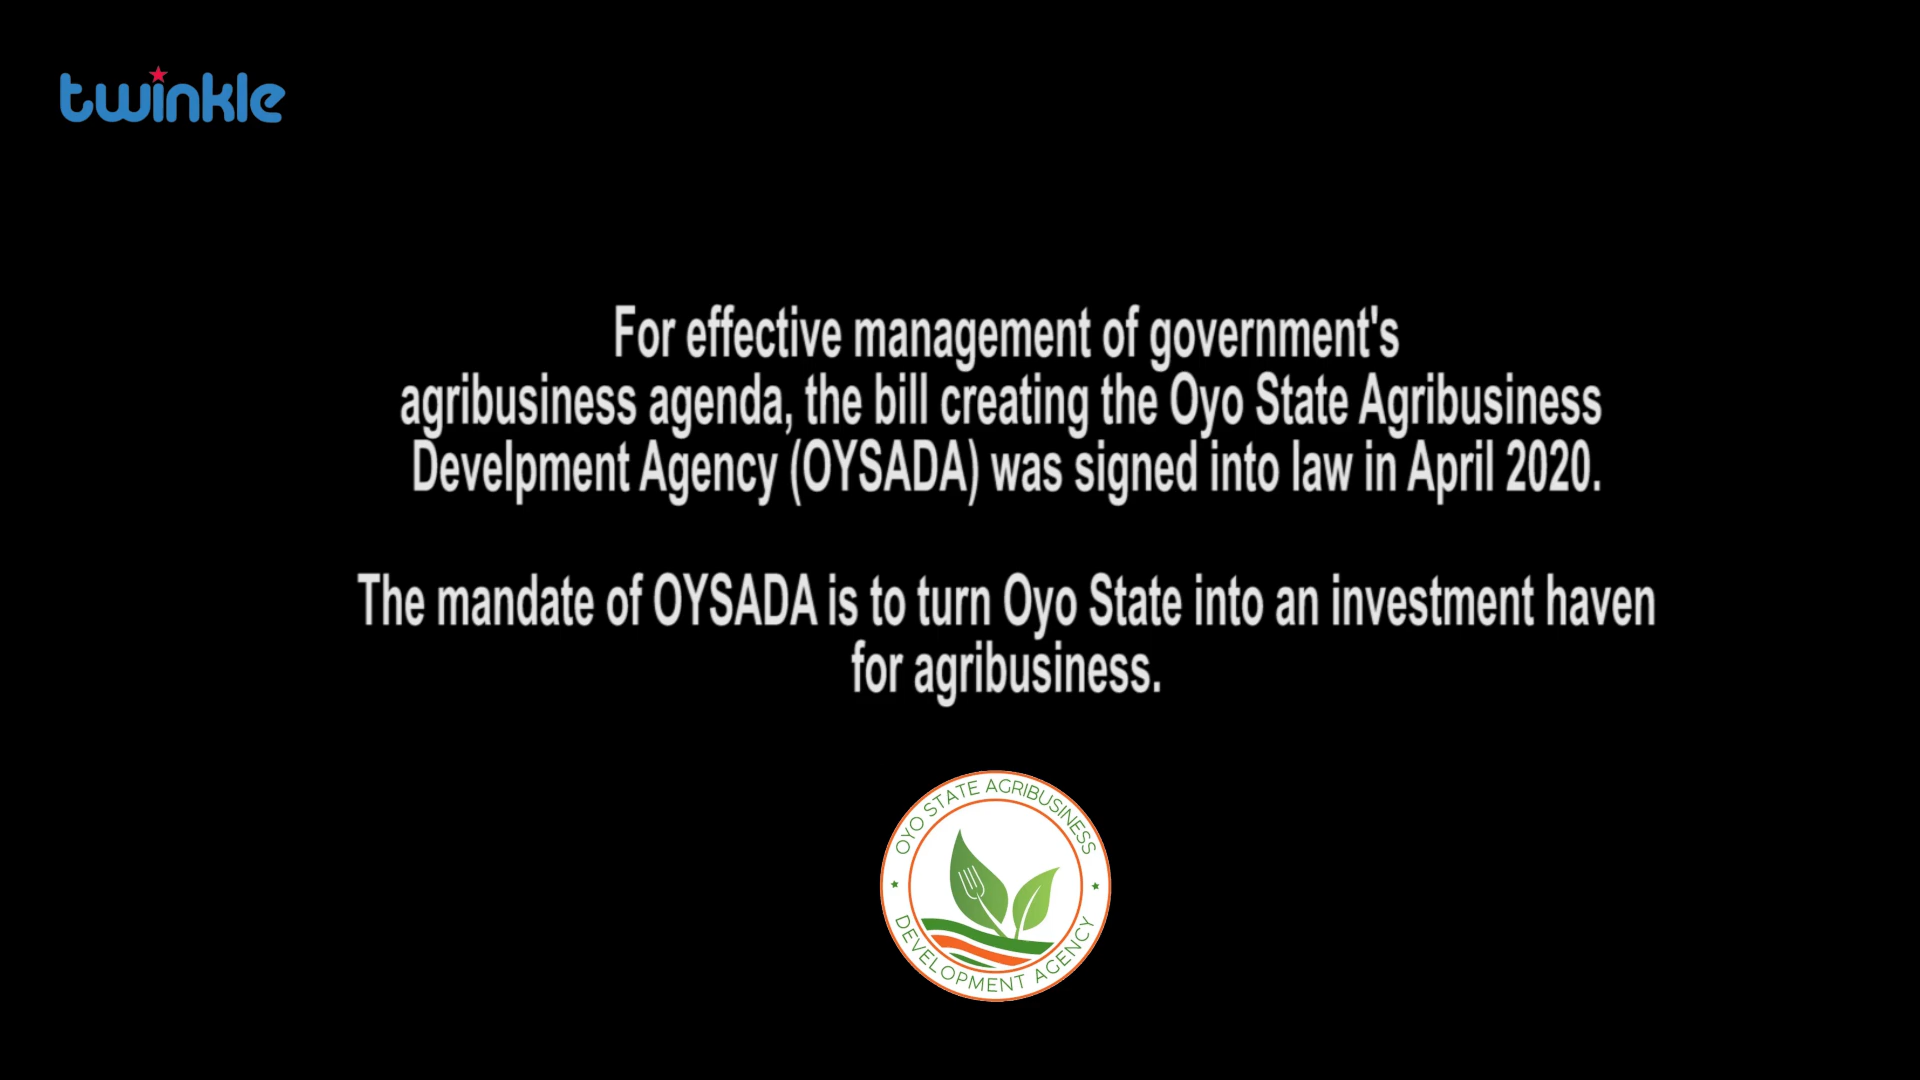 twinkle
For effective management of government's
agribusiness agenda, the bill creating the Oyo State Agribusiness
Develpment Agency (OYSADA) was signed into law in April 2020.
The mandate of OYSADA is to turn Oyo State into an investment haven
for agribusiness.
OYO STATE AGRIBUSINESS
DEVELOPMENT AGENCY